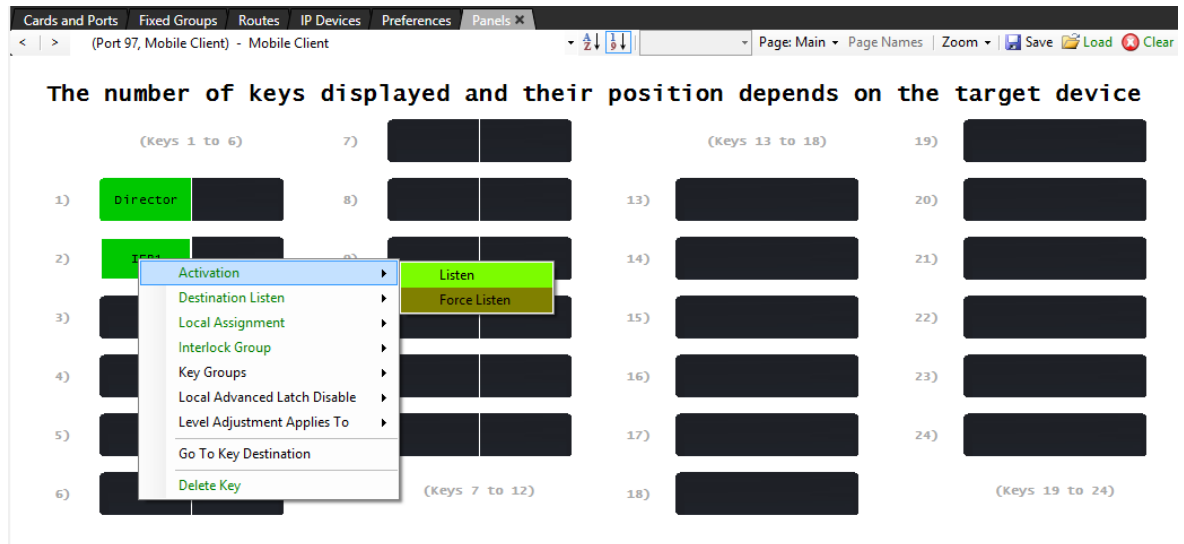 Cards and Ports Fixed Groups Routes IP Devices Preferences Panels ×
< > (Port 97, Mobile Client) - Mobile Client Page: Main Page Names Zoom Save Load Clear
The number of keys displayed and their position depends on the target device
(Keys 1 to 6) 7) (Keys 13 to 18) 19)
1) Director 8) 13) 20)
2) 14) 21)
Activation Listen
Destination Listen Force Listen
3) Local Assignment 15) 22)
Interlock Group
4) Key Groups 16) 23)
Local Advanced Latch Disable
Level Adjustment Applies To
5) Go To Key Destination 17) 24)
6) Delete Key (Keys 7 to 12) 18) (Keys 19 to 24)